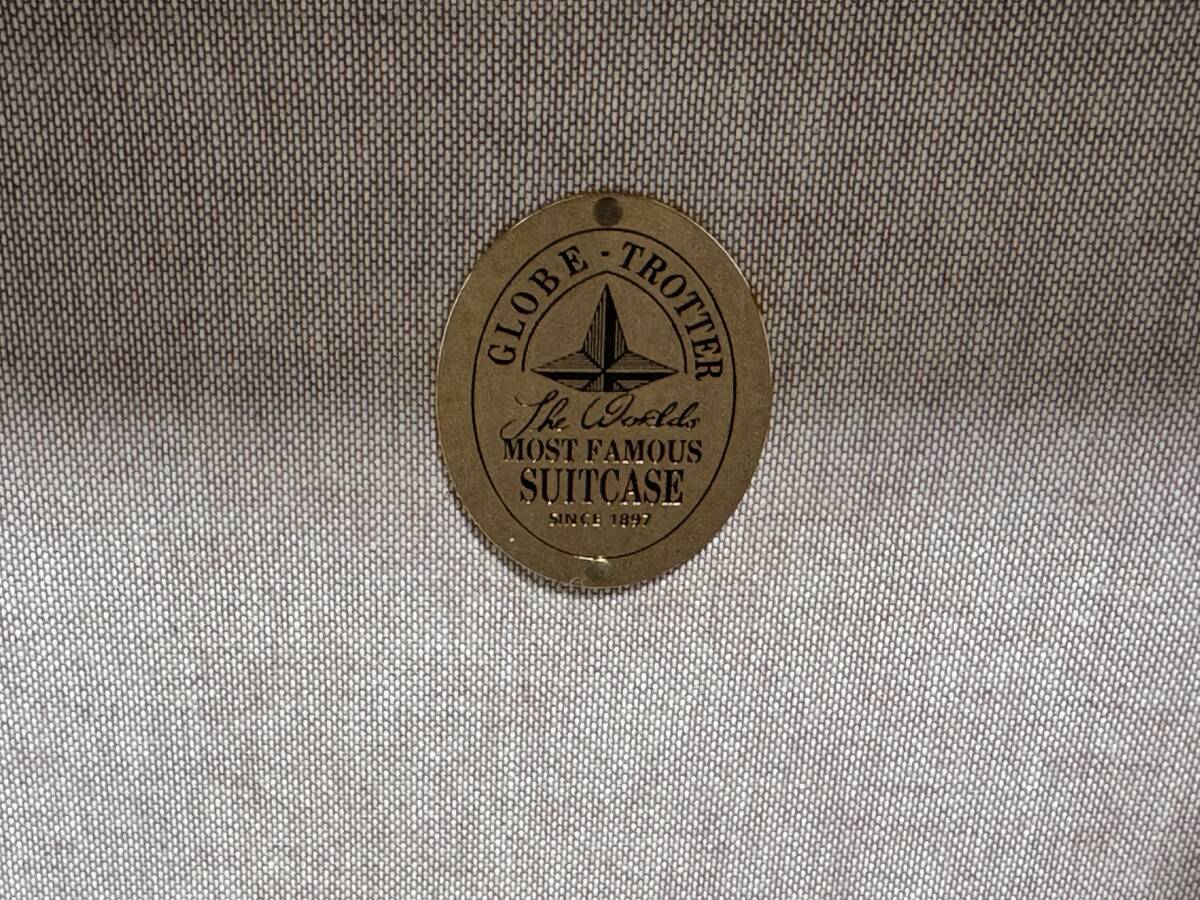 GLOBE - TROTTER
The Worlds
MOST FAMOUS
SUITCASE
SINCE 1897